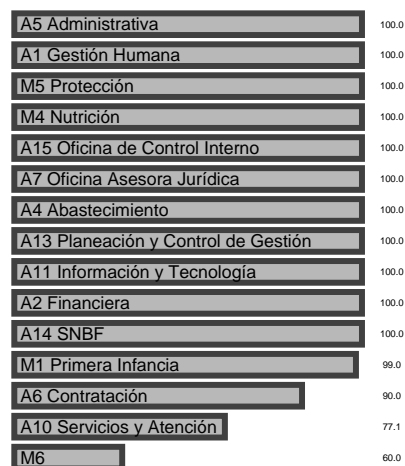 A5 Administrativa 100.0
A1 Gestión Humana 100.0
M5 Protección 100.0
M4 Nutrición 100.0
A15 Oficina de Control Interno 100.0
A7 Oficina Asesora Jurídica 100.0
A4 Abastecimiento 100.0
A13 Planeación y Control de Gestión 100.0
A11 Información y Tecnología 100.0
A2 Financiera 100.0
A14 SNBF 100.0
M1 Primera Infancia 99.0
A6 Contratación 90.0
A10 Servicios y Atención 77.1
M6 60.0